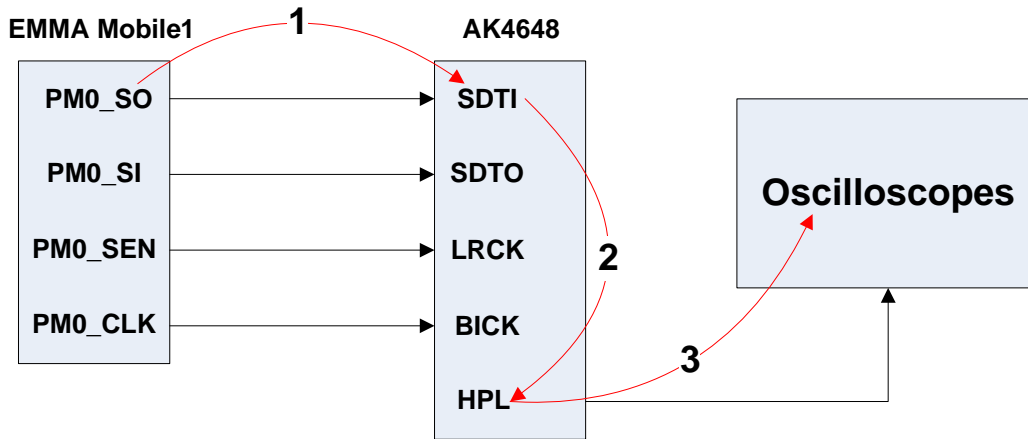 EMMA Mobile1
1
AK4648
PM0_SO
SDTI
PM0_SI
SDTO
Oscilloscopes
PM0_SEN
LRCK
2
PM0_CLK
BICK
3
HPL